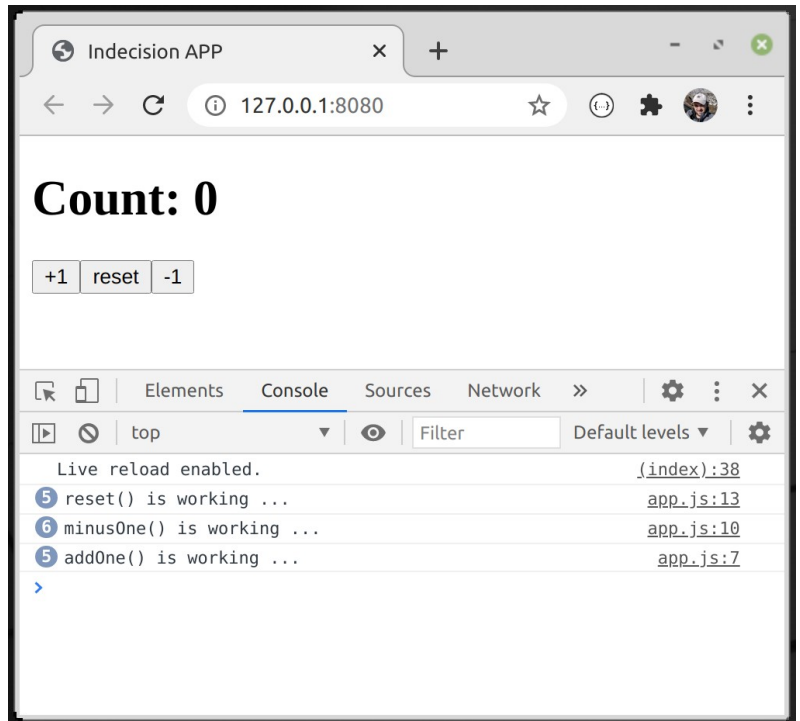 Indecision APP
127.0.0.1:8080
Count: 0
+1 reset -1
Elements Console Sources Network »
top Filter Default levels
Live reload enabled. (index):38
5 reset() is working ... app.js:13
6 minusOne() is working ... app.js:10
5 addOne() is working ... app.js:7